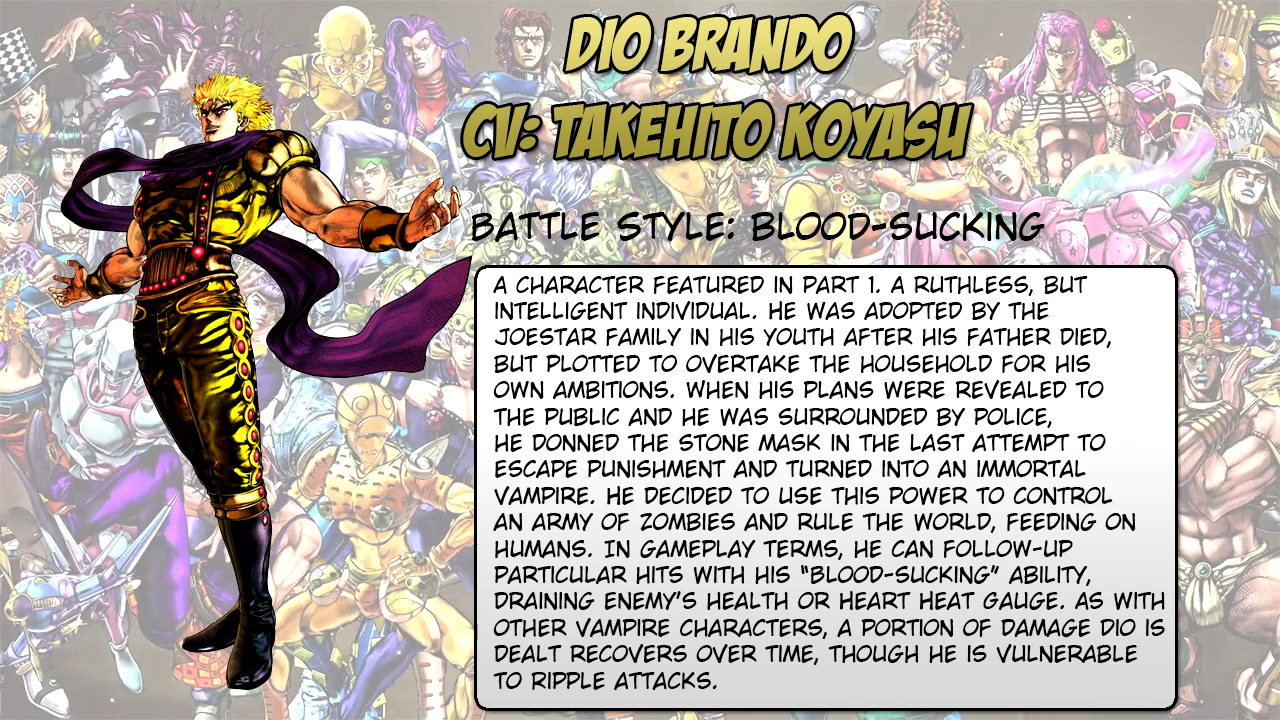 DIO BRANDO
CV: TAKEHITO KOYASU
BATTLE STYLE: BLOOD-SUCKING
A CHARACTER FEATURED IN PART 1. A RUTHLESS, BUT
INTELLIGENT INDIVIDUAL. HE WAS ADOPTED BY THE
JOESTAR FAMILY IN HIS YOUTH AFTER HIS FATHER DIED,
BUT PLOTTED TO OVERTAKE THE HOUSEHOLD FOR HIS
OWN AMBITIONS. WHEN HIS PLANS WERE REVEALED TO
THE PUBLIC AND HE WAS SURROUNDED BY POLICE,
HE DONNED THE STONE MASK IN THE LAST ATTEMPT TO
ESCAPE PUNISHMENT AND TURNED INTO AN IMMORTAL
VAMPIRE. HE DECIDED TO USE THIS POWER TO CONTROL
AN ARMY OF ZOMBIES AND RULE THE WORLD, FEEDING ON
HUMANS. IN GAMEPLAY TERMS, HE CAN FOLLOW-UP
PARTICULAR HITS WITH HIS “BLOOD-SUCKING” ABILITY,
DRAINING ENEMY'S HEALTH OR HEART HEAT GAUGE. AS WITH
OTHER VAMPIRE CHARACTERS, A PORTION OF DAMAGE DIO IS
DEALT RECOVERS OVER TIME, THOUGH HE IS VULNERABLE
TO RIPPLE ATTACKS.